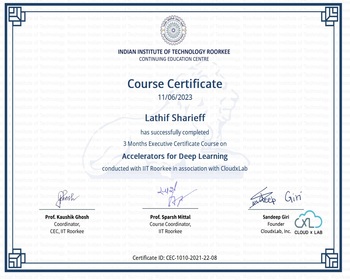 INDIAN INSTITUTE OF TECHNOLOGY ROORKEE
CONTINUING EDUCATION CENTRE
Course Certificate
11/06/2023
Lathif Sharieff
has successfully completed
3 Months Executive Certificate Course on
Accelerators for Deep Learning
conducted with IIT Roorkee in association with CloudxLab
Ghosh
Sandeep Giri
Prof. Kaushik Ghosh
Coordinator,
CEC, IIT Roorkee
Prof. Sparsh Mittal
Course Coordinator,
IIT Roorkee
Sandeep Giri
Founder
CloudxLab, Inc.
CLOUD X LAB
Certificate ID: CEC-1010-2021-22-08